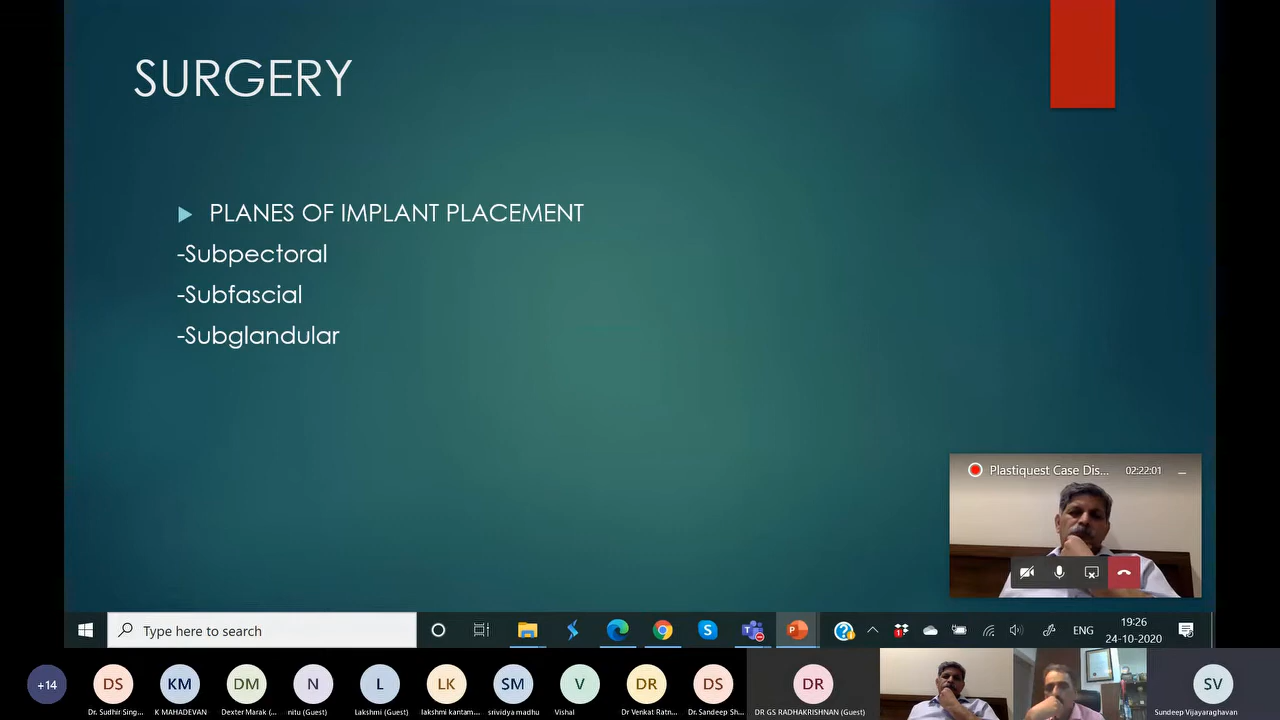 SURGERY
PLANES OF IMPLANT PLACEMENT
-Subpectoral
-Subfascial
-Subglandular
Plastiquest Case Dis...
02:22:01
Type here to search
ENG
19:26
24-10-2020
+14
DS
KM
DM
N
L
LK
SM
V
DR
DS
DR
SV
Dr. Sudhir Sing...
K MAHADEVAN
Dexter Marak (...
nitu (Guest)
Lakshmi (Guest)
lakshmi kantam...
srividya madhu
Vishal
Dr Venkat Ratn...
Dr. Sandeep Sh...
DR GS RADHAKRISHNAN (Guest)
Sundeep Vijayaraghavan